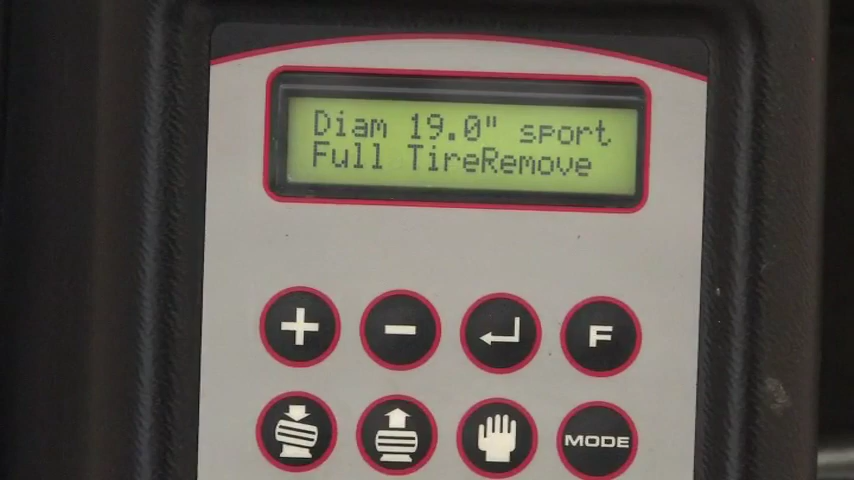 Diam 19.0" sport
Full TireRemove
+ - F
MODE